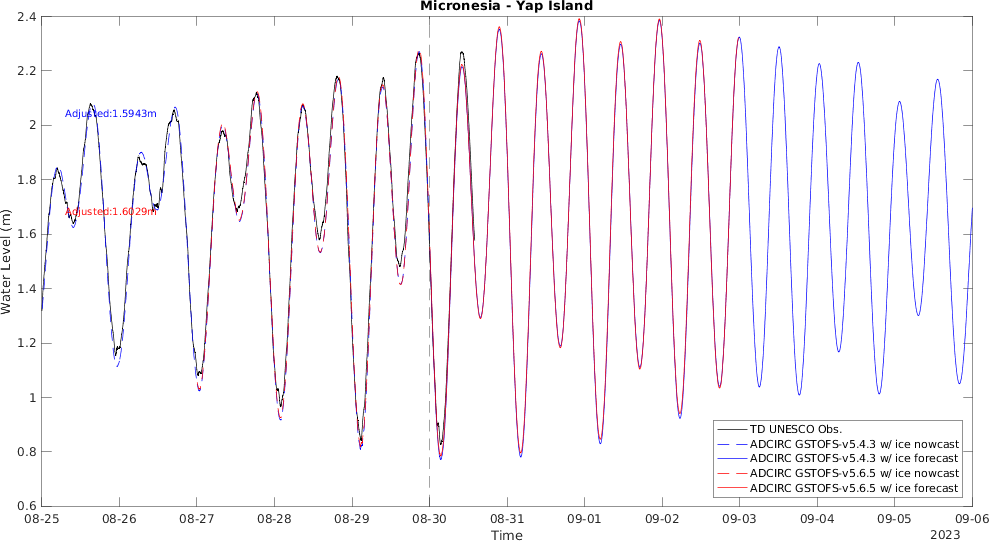 Micronesia - Yap Island
2.4
2.2
2
1.8
1.6
1.4
1.2
1
0.8
0.6
Water Level (m)
Adjusted:1.5943m
Adjusted:1.6029m
TD UNESCO Obs.
ADCIRC GSTOFS-v5.4.3 w/ ice nowcast
ADCIRC GSTOFS-v5.4.3 w/ ice forecast
ADCIRC GSTOFS-v5.6.5 w/ ice nowcast
ADCIRC GSTOFS-v5.6.5 w/ ice forecast
08-25 08-26 08-27 08-28 08-29 08-30 08-31 09-01 09-02 09-03 09-04 09-05 09-06
Time
2023